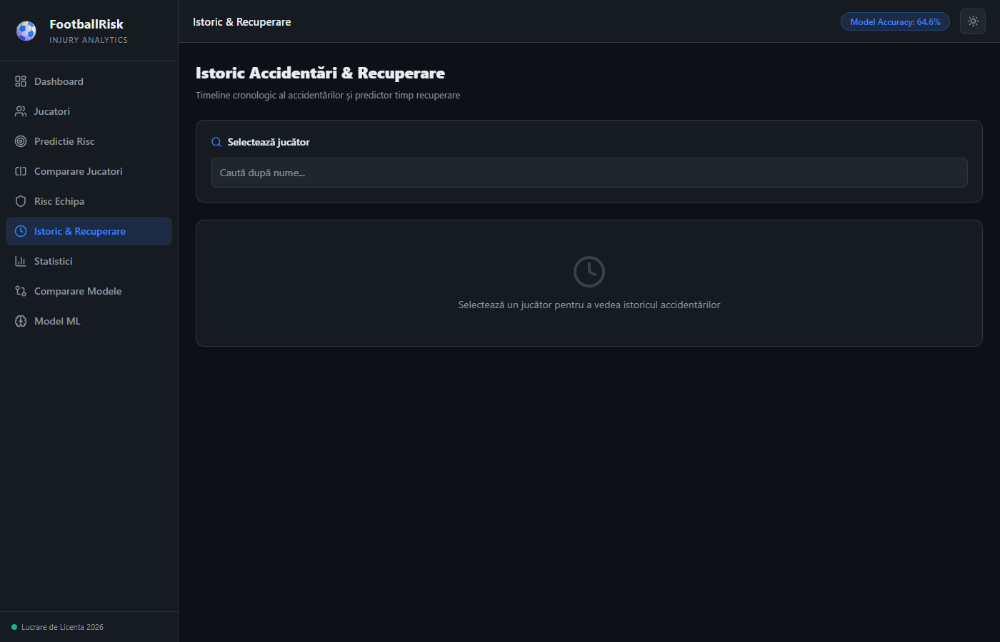 FootballRisk
INJURY ANALYTICS
Dashboard
Jucatori
Predictie Risc
Comparare Jucatori
Risc Echipa
Istoric & Recuperare
Statistici
Comparare Modele
Model ML
Lucrare de Licenta 2026
Istoric & Recuperare
Model Accuracy: 64.6%
Istoric Accidentări & Recuperare
Timeline cronologic al accidentărilor și predictor timp recuperare
Selectează jucător
Caută după nume...
Selectează un jucător pentru a vedea istoricul accidentărilor